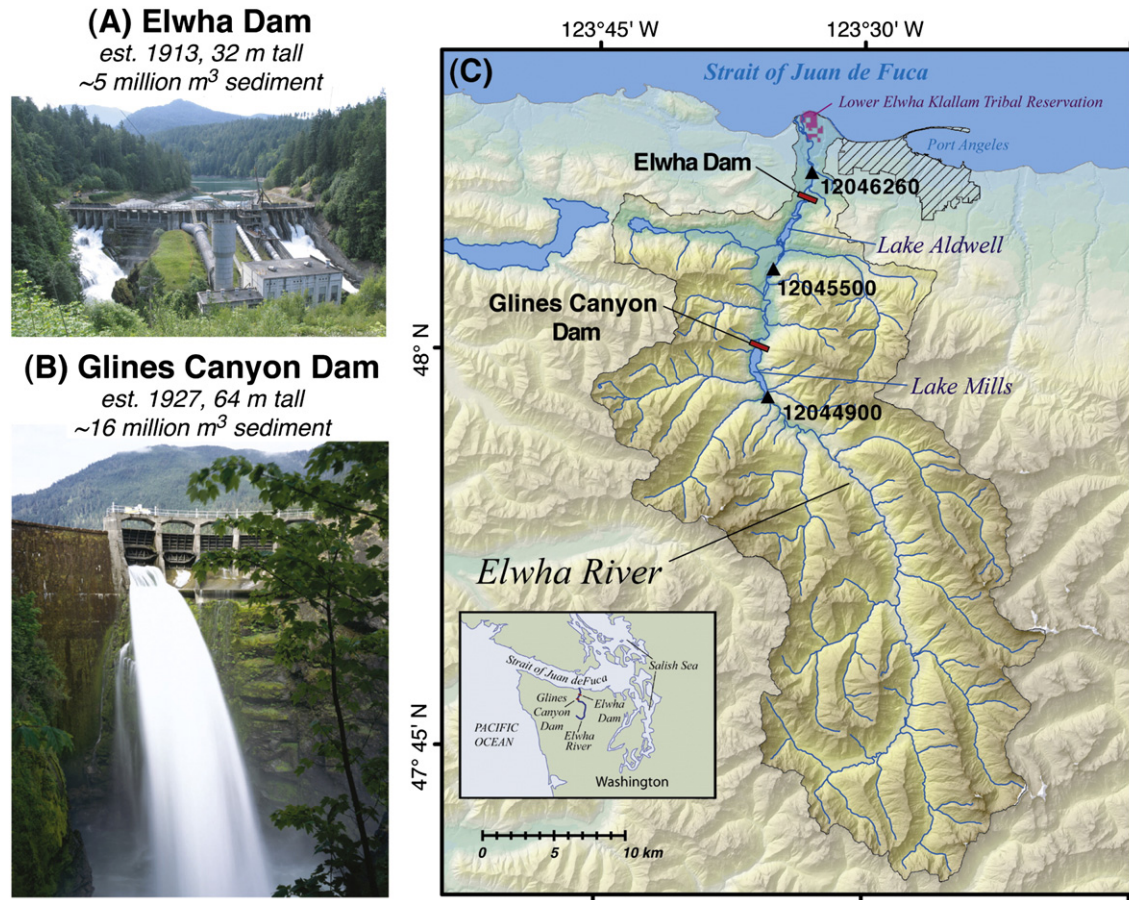 (A) Elwha Dam
est. 1913, 32 m tall
~5 million m³ sediment
(B) Glines Canyon Dam
est. 1927, 64 m tall
~16 million m³ sediment
123°45' W
123°30' W
(C)
Strait of Juan de Fuca
Lower Elwha Klallam Tribal Reservation
Port Angeles
Elwha Dam
12046260
Lake Aldwell
12045500
Glines Canyon
Dam
48° N
Lake Mills
12044900
Elwha River
47° 45' N
Strait of Juan deFuca
Salish Sea
Glines
Canyon
Dam
Elwha
Dam
Elwha
River
PACIFIC
OCEAN
Washington
0 5 10 km